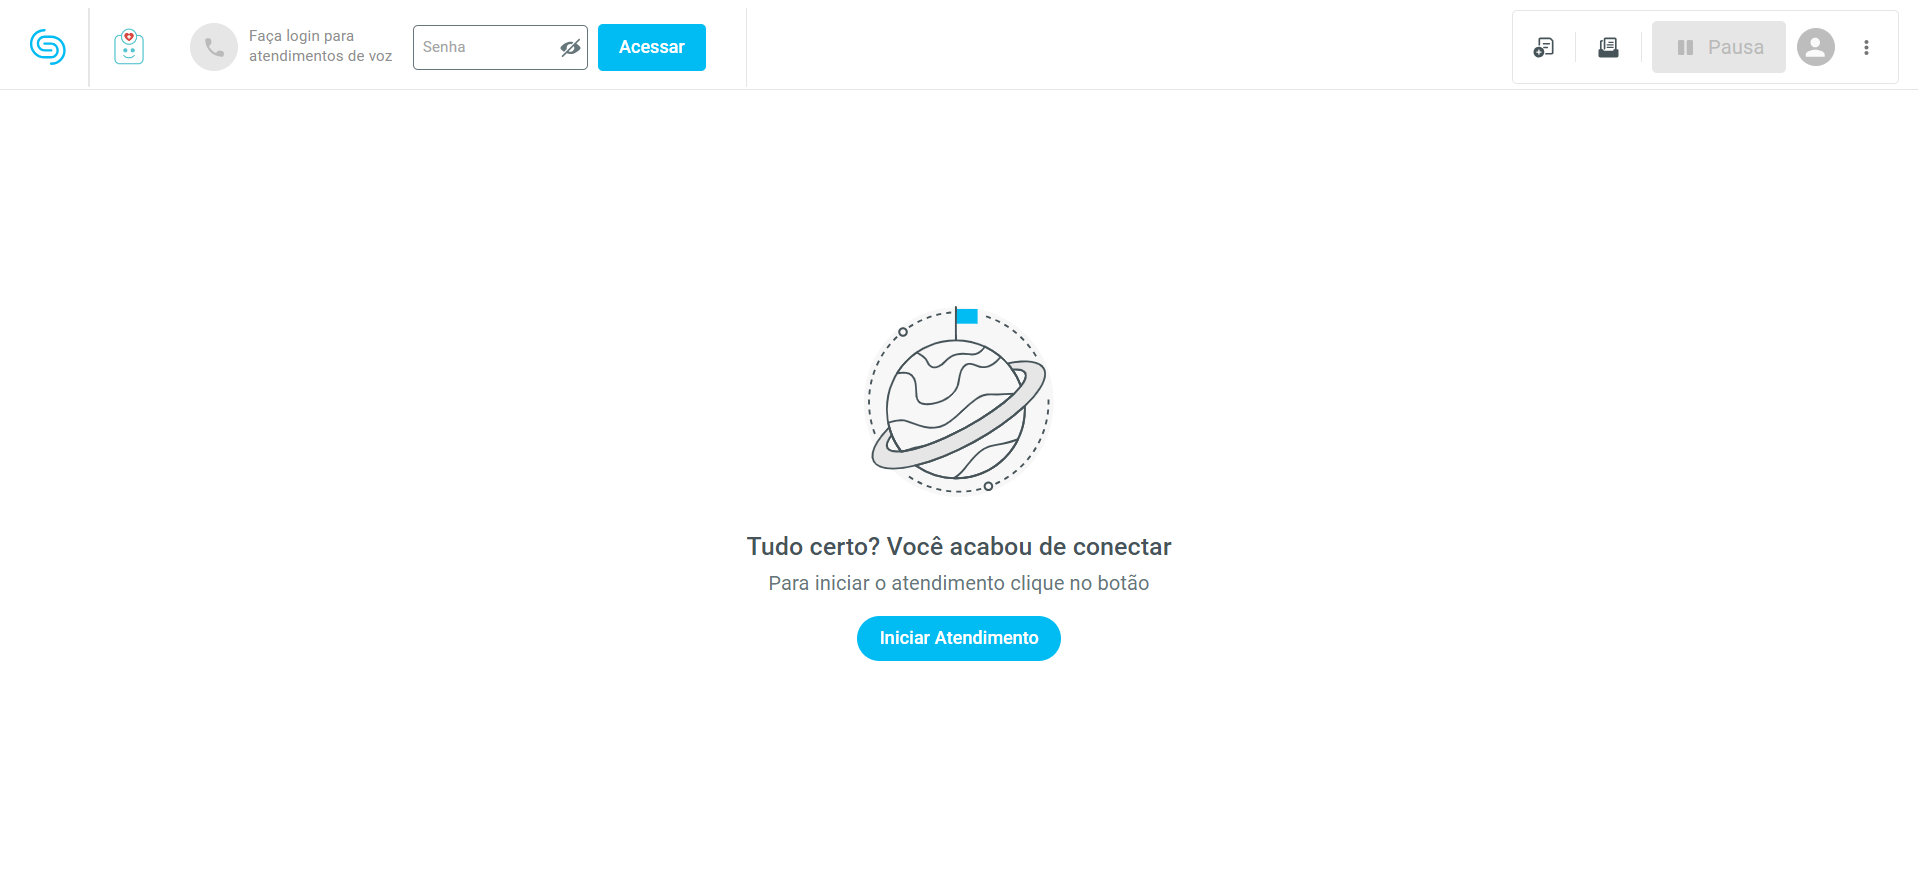 Faça login para
atendimentos de voz
Senha
Acessar
Pausa
Tudo certo? Você acabou de conectar
Para iniciar o atendimento clique no botão
Iniciar Atendimento